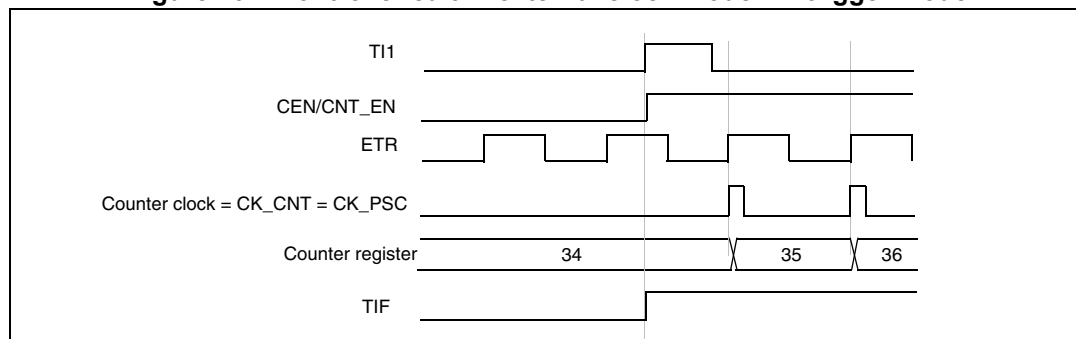 TI1
CEN/CNT_EN
ETR
Counter clock = CK_CNT = CK_PSC
Counter register 34 35 36
TIF